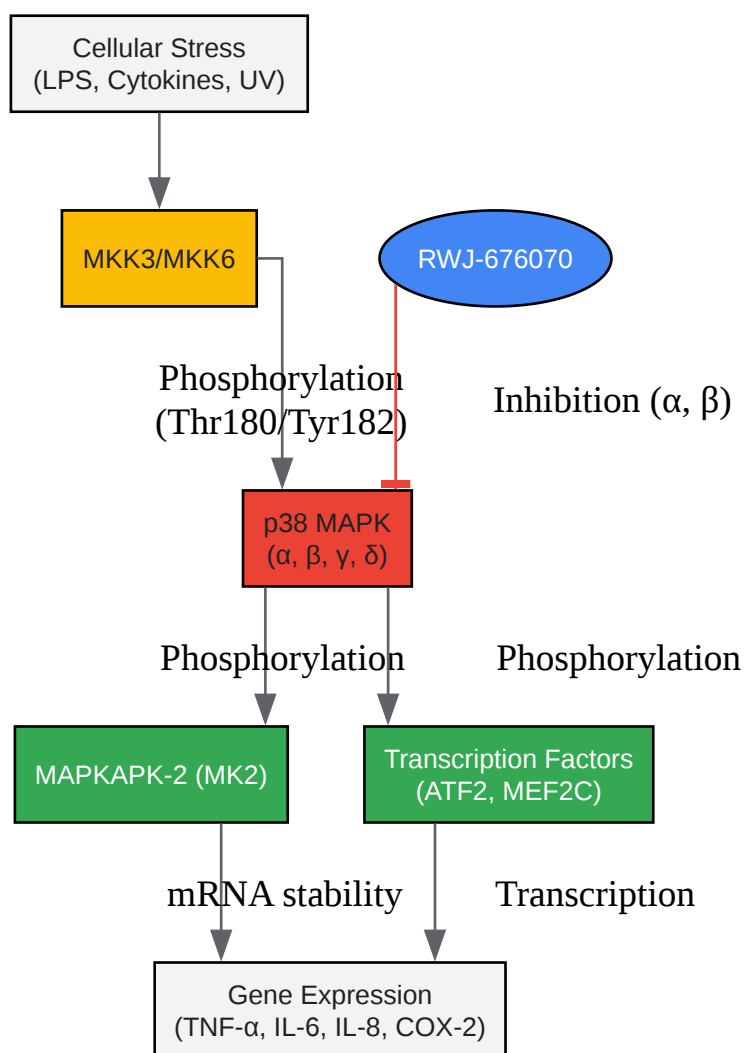 Cellular Stress
(LPS, Cytokines, UV)
MKK3/MKK6
RWJ-676070
Phosphorylation
(Thr180/Tyr182)
Inhibition (α, β)
p38 MAPK
(α, β, γ, δ)
Phosphorylation
Phosphorylation
MAPKAPK-2 (MK2)
Transcription Factors
(ATF2, MEF2C)
mRNA stability
Transcription
Gene Expression
(TNF-α, IL-6, IL-8, COX-2)